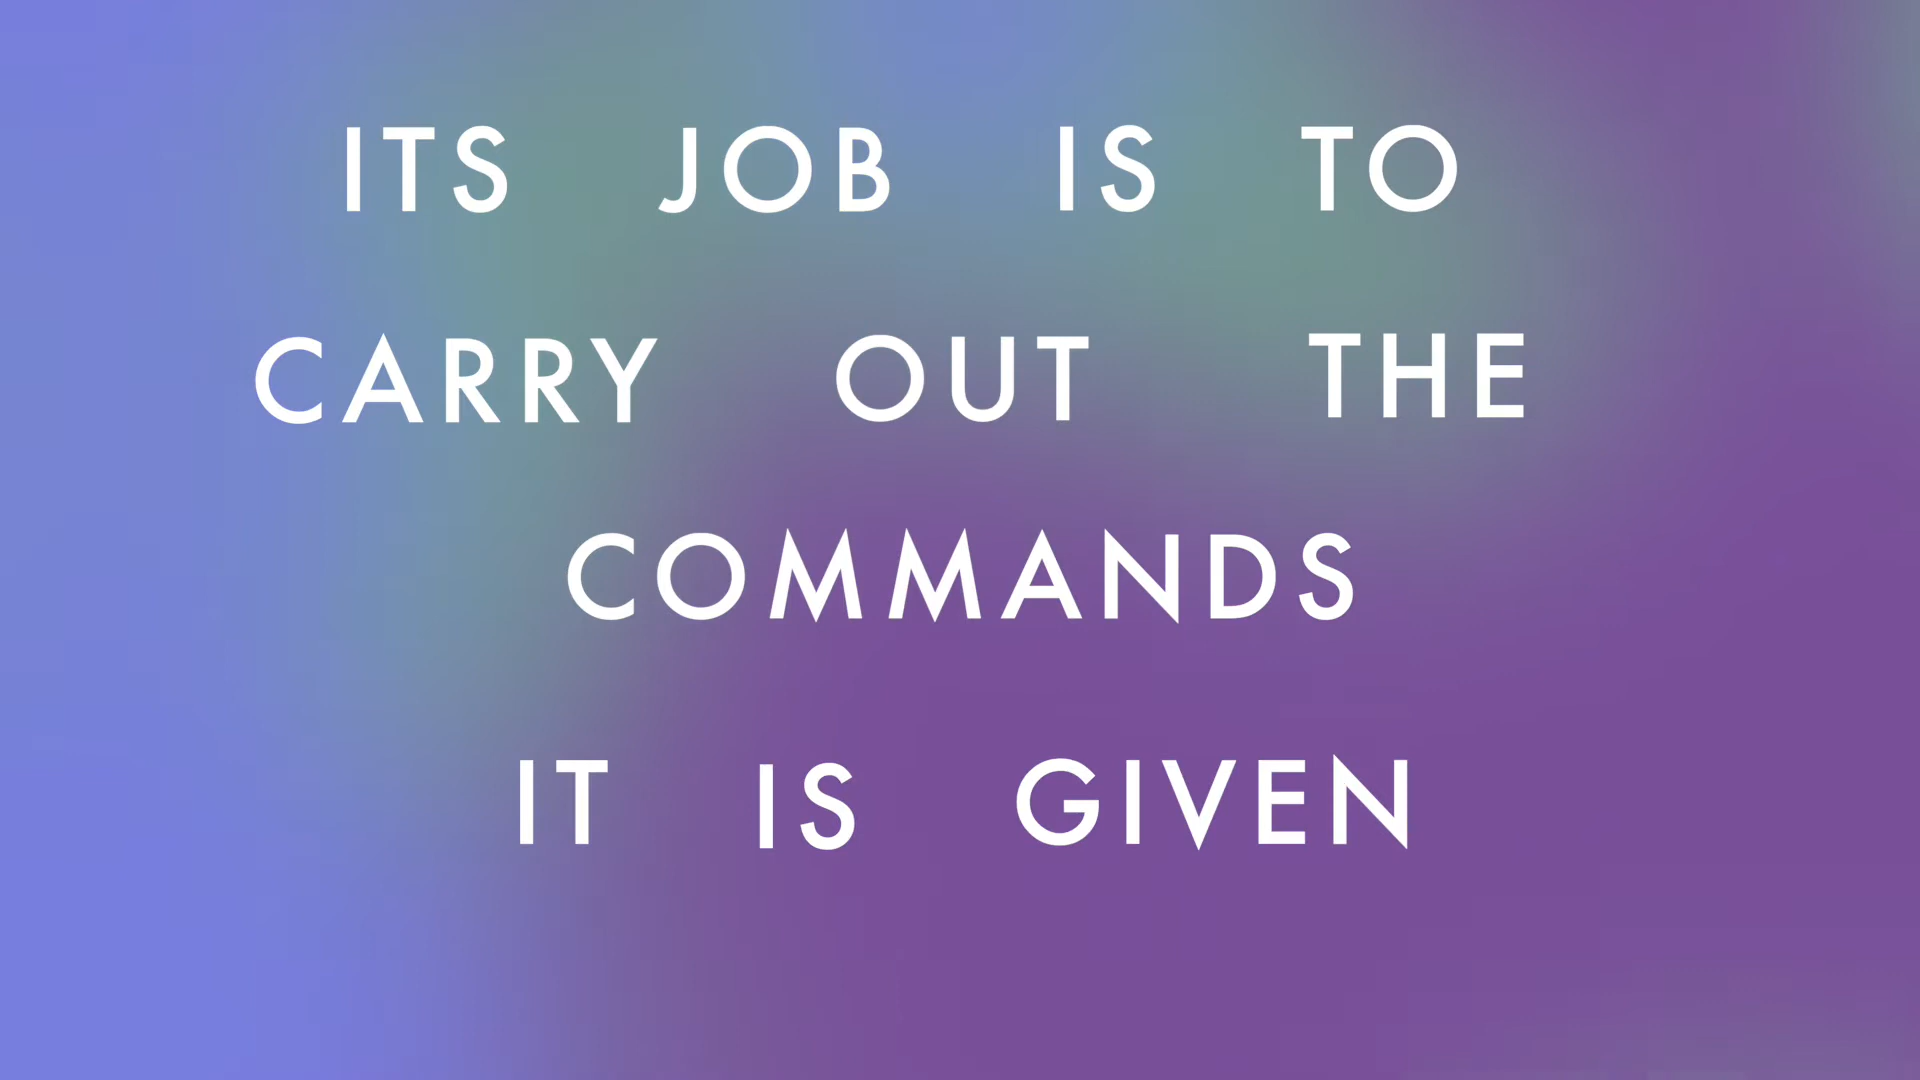 ITS JOB IS TO
CARRY OUT THE
COMMANDS
IT IS GIVEN